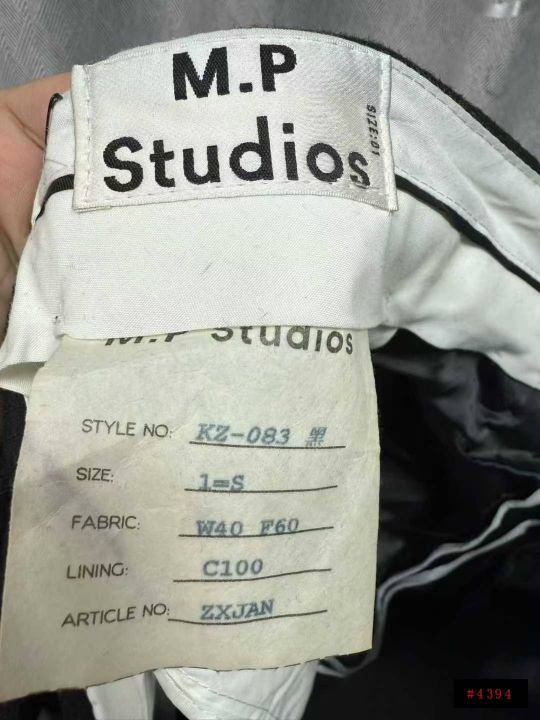 M.P
Studios
SIZE:01
M.P Studios
STYLE NO: KZ-083 黑
SIZE: 1=S
FABRIC: W40 F60
LINING: C100
ARTICLE NO: ZXJAN
#4394